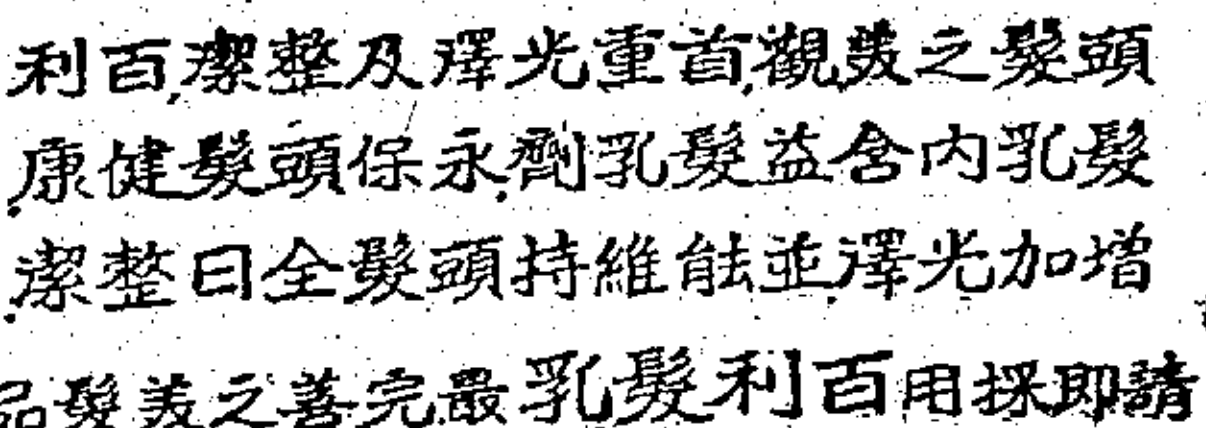 頭髮之美觀,首重光澤及整潔,百利
髮乳內含益髮乳劑,永保頭髮健康,
增加光澤,並能維持頭髮全日整潔,
請即採用百利髮乳最完善之美髮品